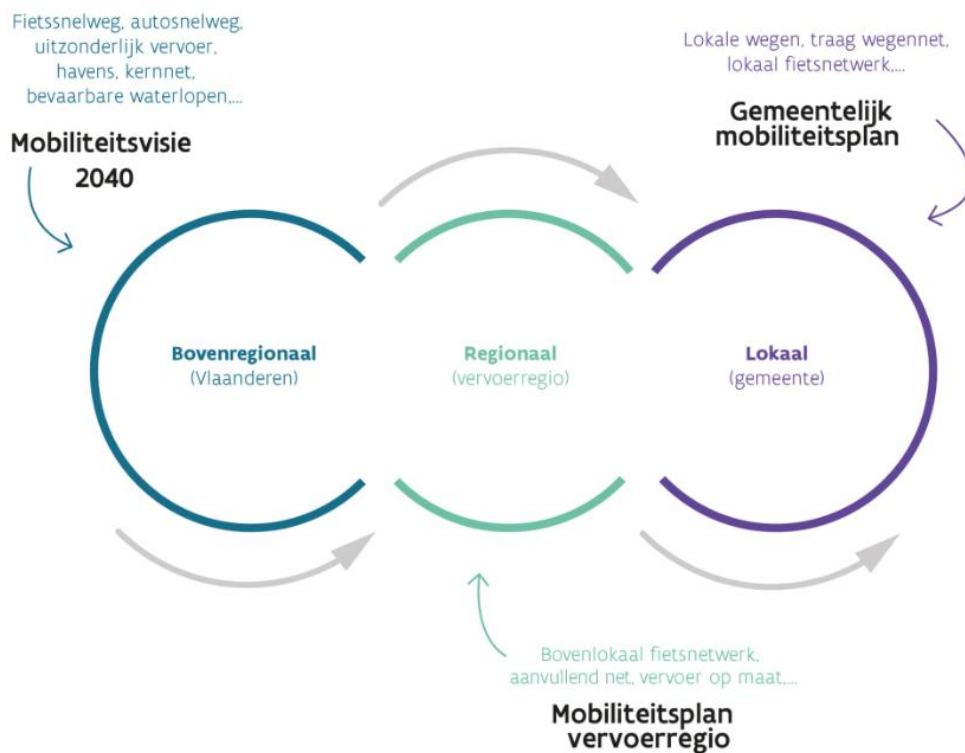 Fietssnelweg, autosnelweg,
uitzonderlijk vervoer,
havens, kernnet,
bevaarbare waterlopen,...
Mobiliteitsvisie
2040
Lokale wegen, traag wegennet,
lokaal fietsnetwerk,...
Gemeentelijk
mobiliteitsplan
Bovenregionaal
(Vlaanderen)
Regionaal
(vervoerregio)
Lokaal
(gemeente)
Bovenlokaal fietsnetwerk,
aanvullend net, vervoer op maat,...
Mobiliteitsplan
vervoerregio